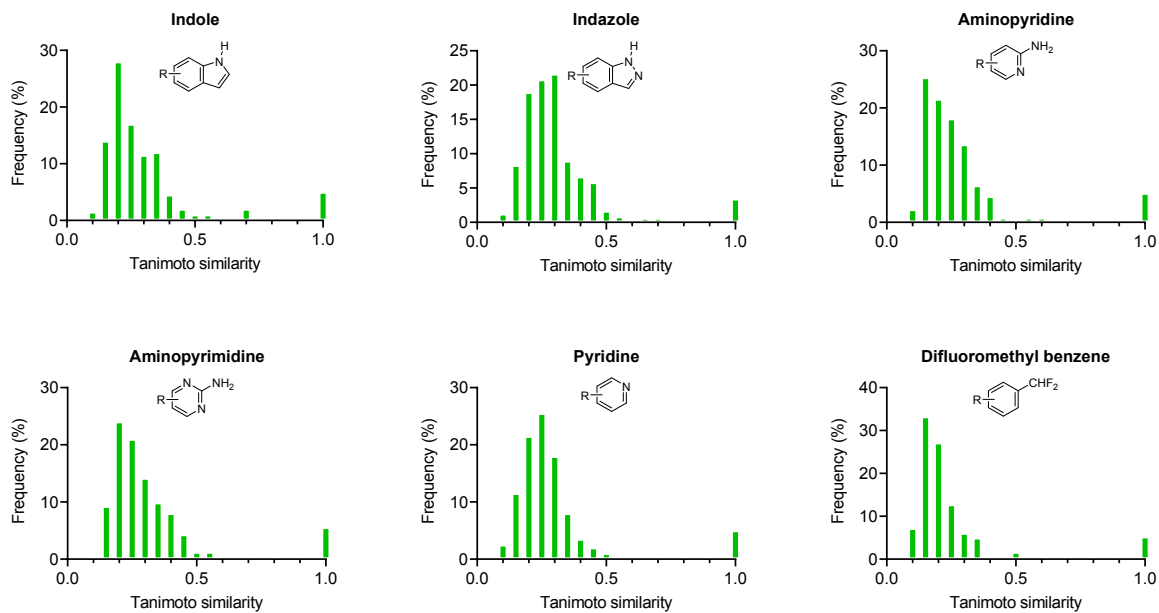 Indole
30
20
10
0
0.0
0.5
1.0
Frequency (%)
Tanimoto similarity
R
H
N
Indazole
25
20
15
10
5
0
0.0
0.5
1.0
Frequency (%)
Tanimoto similarity
R
H
N
N
Aminopyridine
30
20
10
0
0.0
0.5
1.0
Frequency (%)
Tanimoto similarity
R
NH2
N
Aminopyrimidine
30
20
10
0
0.0
0.5
1.0
Frequency (%)
Tanimoto similarity
R
N
NH2
N
Pyridine
30
20
10
0
0.0
0.5
1.0
Frequency (%)
Tanimoto similarity
R
N
Difluoromethyl benzene
40
30
20
10
0
0.0
0.5
1.0
Frequency (%)
Tanimoto similarity
R
CHF2